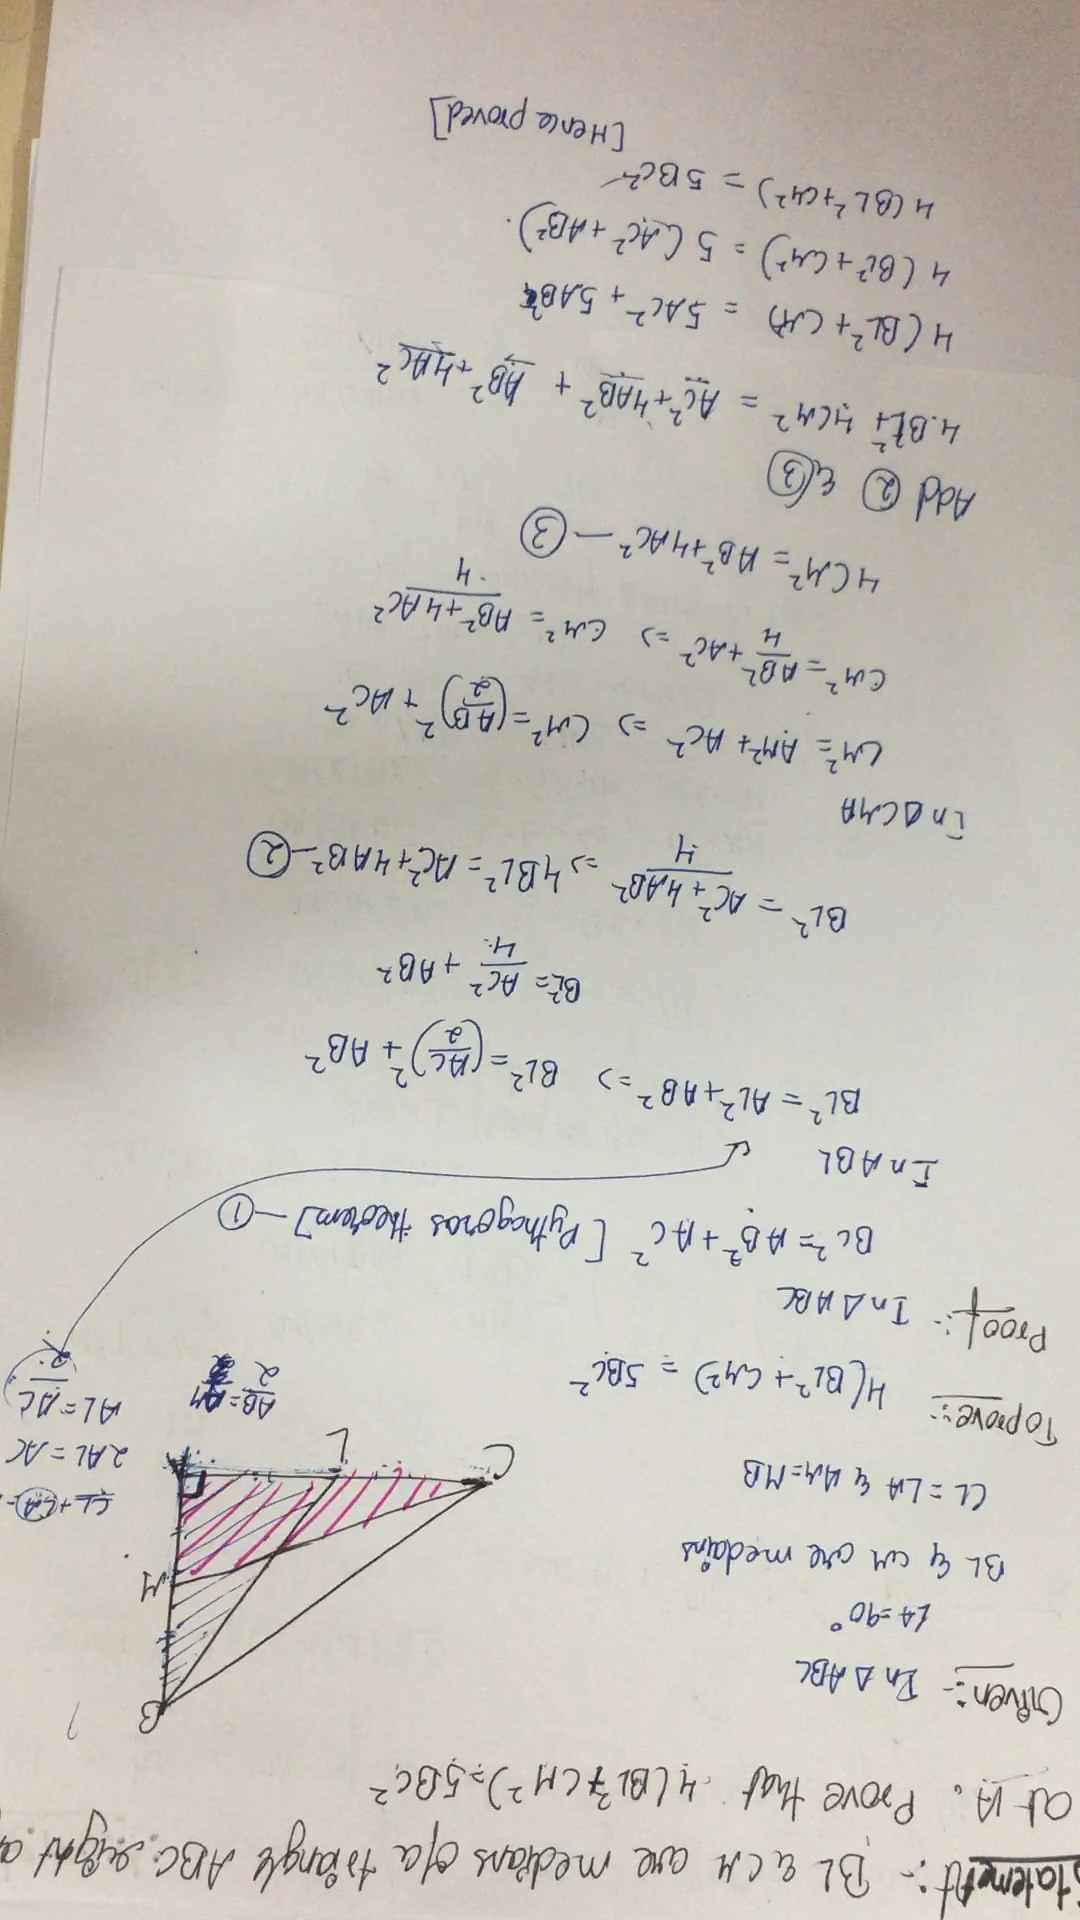 Statement :- BL & CM are medians of a triangle ABC right a
at A. Prove that 4(BL²+CM²)=5BC²
Given :- In △ABC
∠A=90°
BL & CM are medains
CL=LA & AM=MB
B
M
C
L
2AL=AC
AL=AC/2
AB/2=AM
To prove :- 4(BL²+CM²) = 5BC²
Proof :- In △ABC
BC²=AB²+AC² [Pythagoras theorem] —①
In ABL
BL² = AL²+AB² => BL²=(AC/2)²+AB²
BL²= AC²/4 +AB²
BL² = AC²+4AB²/4 => 4BL²=AC²+4AB² —②
In △CMA
CM²= AM²+AC² => CM²=(AB/2)²+AC²
CM²= AB²/4 +AC² => CM²= AB²+4AC²/4
4CM²= AB²+4AC² —③
Add ② & ③
4BL²+4CM² = AC²+4AB²+AB²+4AC²
4(BL²+CM²) = 5AC²+5AB²
4(BL²+CM²) = 5(AC²+AB²)
4(BL²+CM²) = 5BC²
[Hence proved]